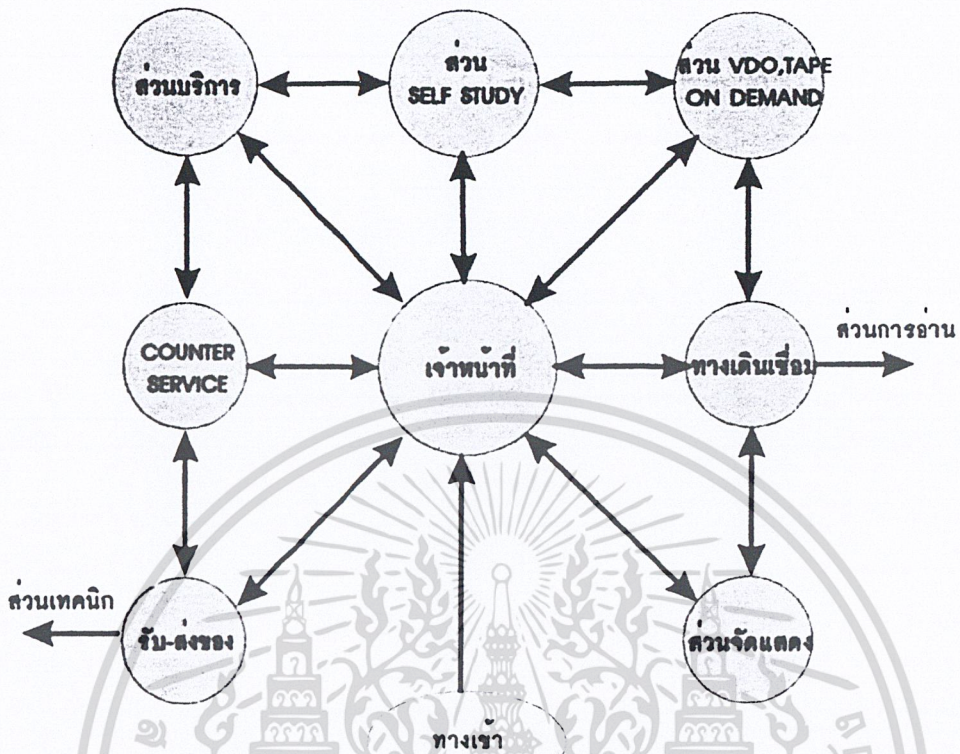 ส่วนบริการ
ส่วน
SELF STUDY
ส่วน VDO,TAPE
ON DEMAND
COUNTER
SERVICE
เจ้าหน้าที่
ทางเดินเชื่อม
ส่วนการอ่าน
ส่วนเทคนิก
รับ-ส่งของ
ส่วนจัดแสดง
ทางเข้า